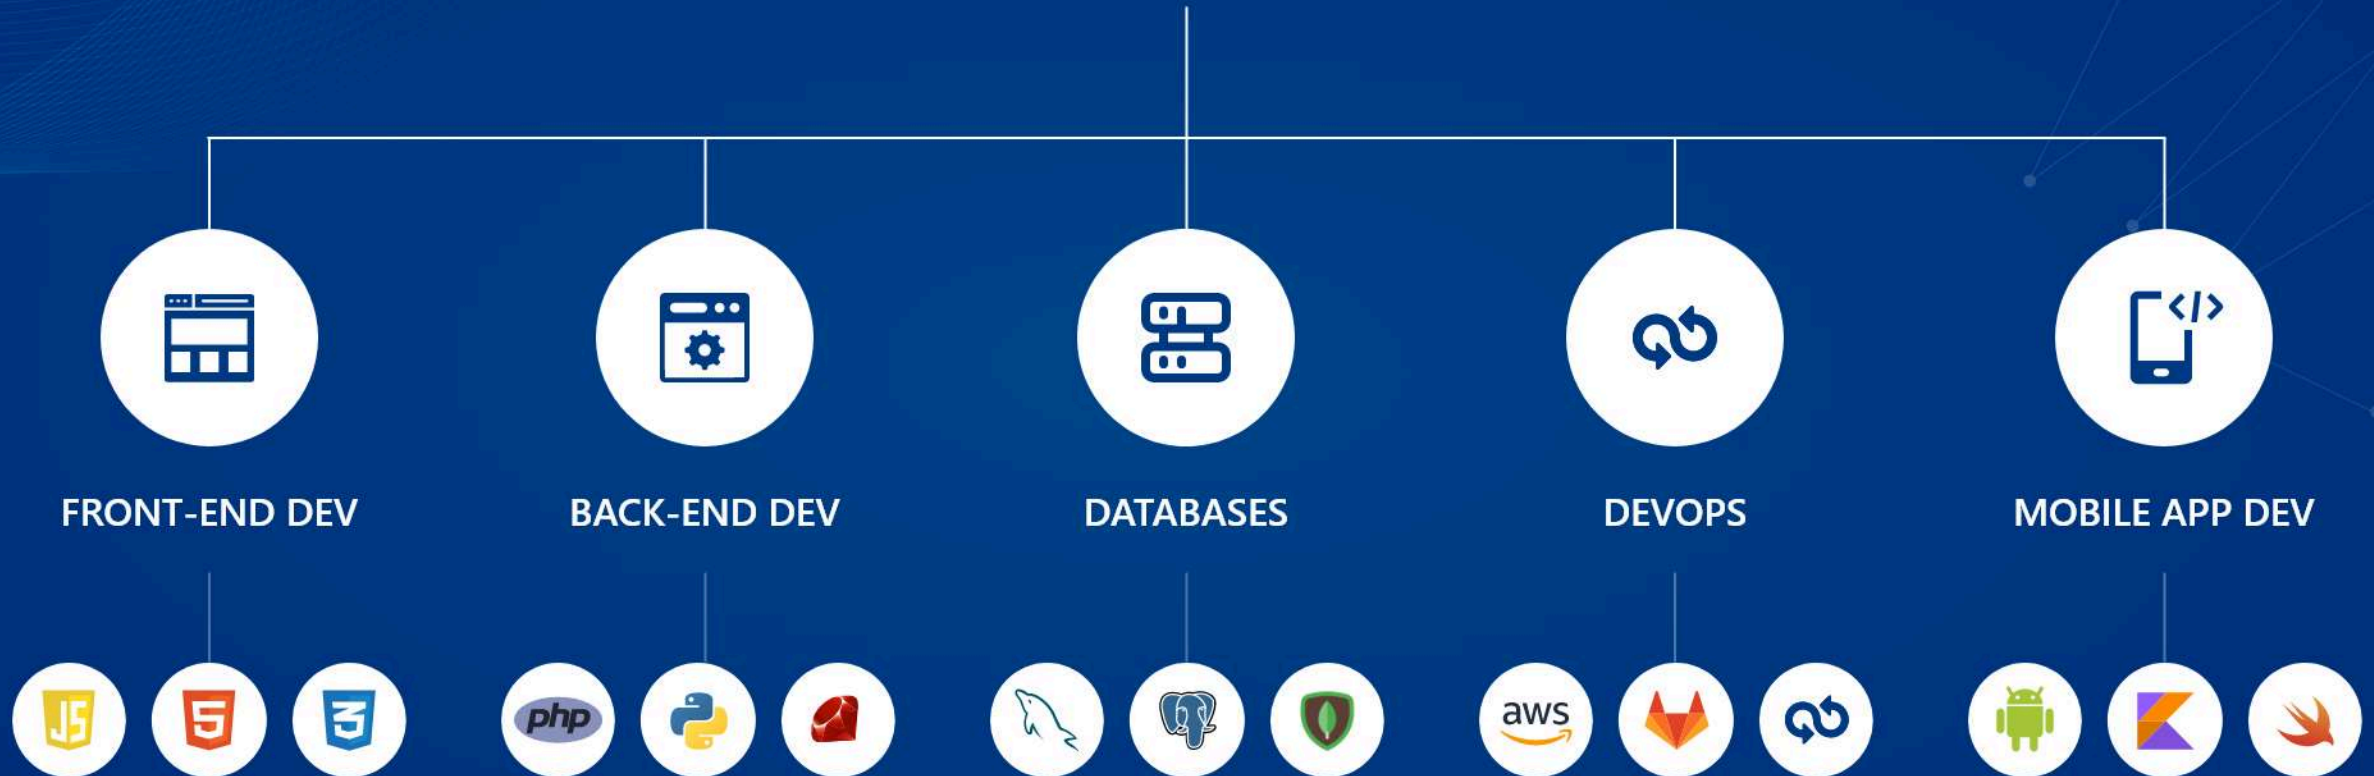 FRONT-END DEV
BACK-END DEV
DATABASES
DEVOPS
MOBILE APP DEV
JS
5
3
php
aws